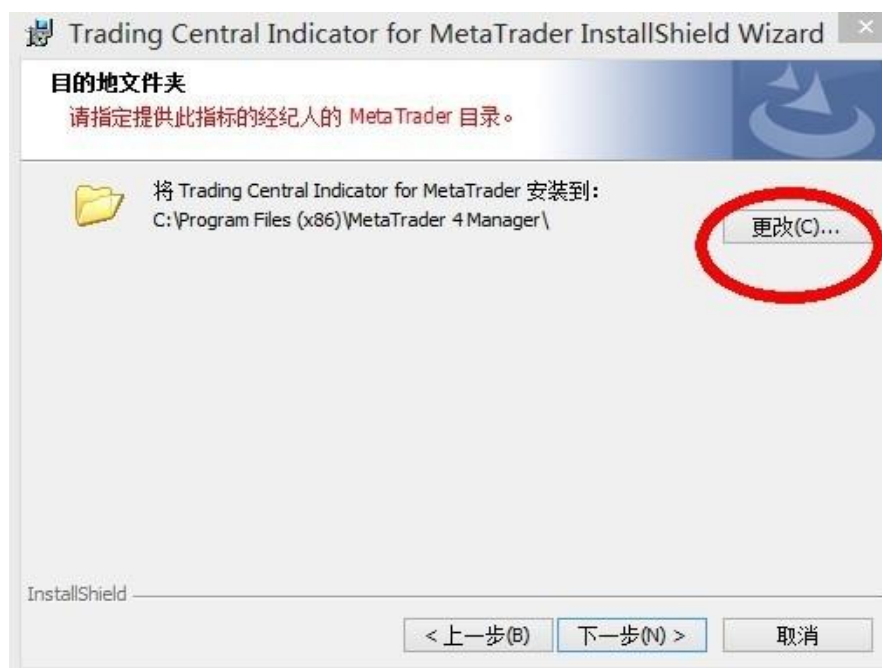 Trading Central Indicator for MetaTrader InstallShield Wizard
目的地文件夹
请指定提供此指标的经纪人的 MetaTrader 目录。
将 Trading Central Indicator for MetaTrader 安装到：
C:\Program Files (x86)\MetaTrader 4 Manager\
更改(C)...
InstallShield
< 上一步(B)
下一步(N) >
取消